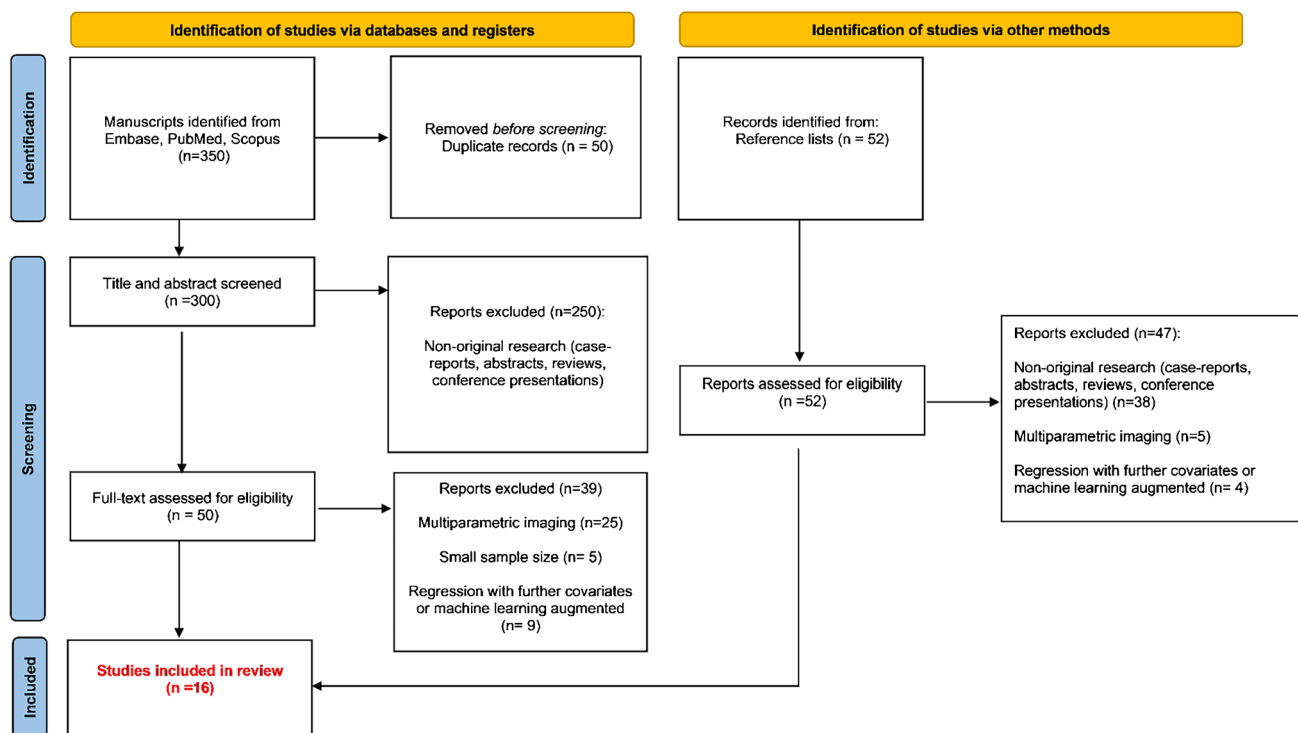 Identification of studies via databases and registers
Identification of studies via other methods
Identification
Manuscripts identified from
Embase, PubMed, Scopus
(n=350)
Removed before screening:
Duplicate records (n = 50)
Records identified from:
Reference lists (n = 52)
Screening
Title and abstract screened
(n =300)
Reports excluded (n=250):
Non-original research (case-
reports, abstracts, reviews,
conference presentations)
Reports assessed for eligibility
(n =52)
Reports excluded (n=47):
Non-original research (case-reports,
abstracts, reviews, conference
presentations) (n=38)
Multiparametric imaging (n=5)
Regression with further covariates or
machine learning augmented (n= 4)
Full-text assessed for eligibility
(n = 50)
Reports excluded (n=39)
Multiparametric imaging (n=25)
Small sample size (n= 5)
Regression with further covariates
or machine learning augmented
(n= 9)
Included
Studies included in review
(n =16)